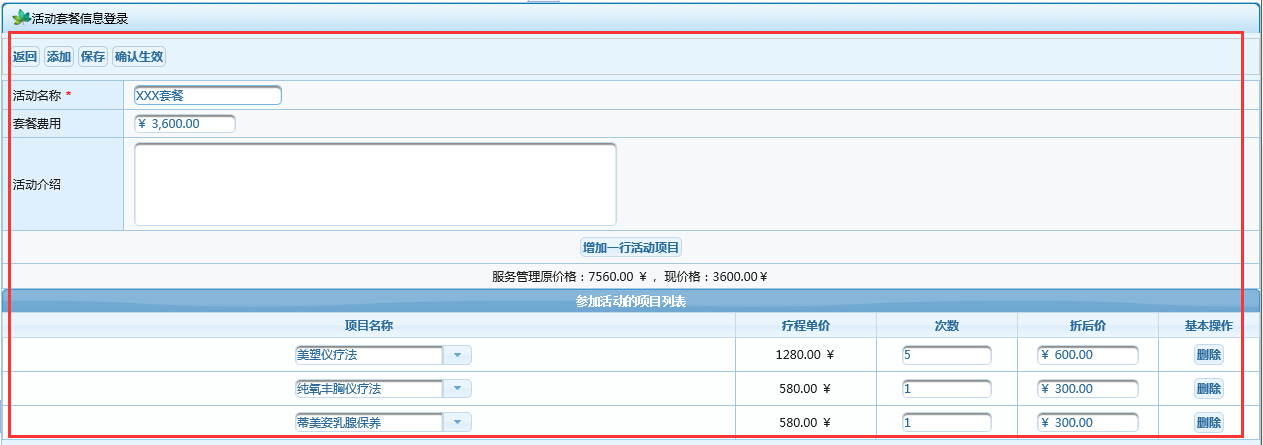 活动套餐信息登录
返回 添加 保存 确认生效
活动名称 * XXX套餐
套餐费用 ¥ 3,600.00
活动介绍
增加一行活动项目
服务管理原价格：7560.00 ¥ ，现价格：3600.00 ¥
参加活动的项目列表
项目名称 疗程单价 次数 折后价 基本操作
美塑仪疗法 1280.00 ¥ 5 ¥ 600.00 删除
纯氧丰胸仪疗法 580.00 ¥ 1 ¥ 300.00 删除
蒂美姿乳腺保养 580.00 ¥ 1 ¥ 300.00 删除